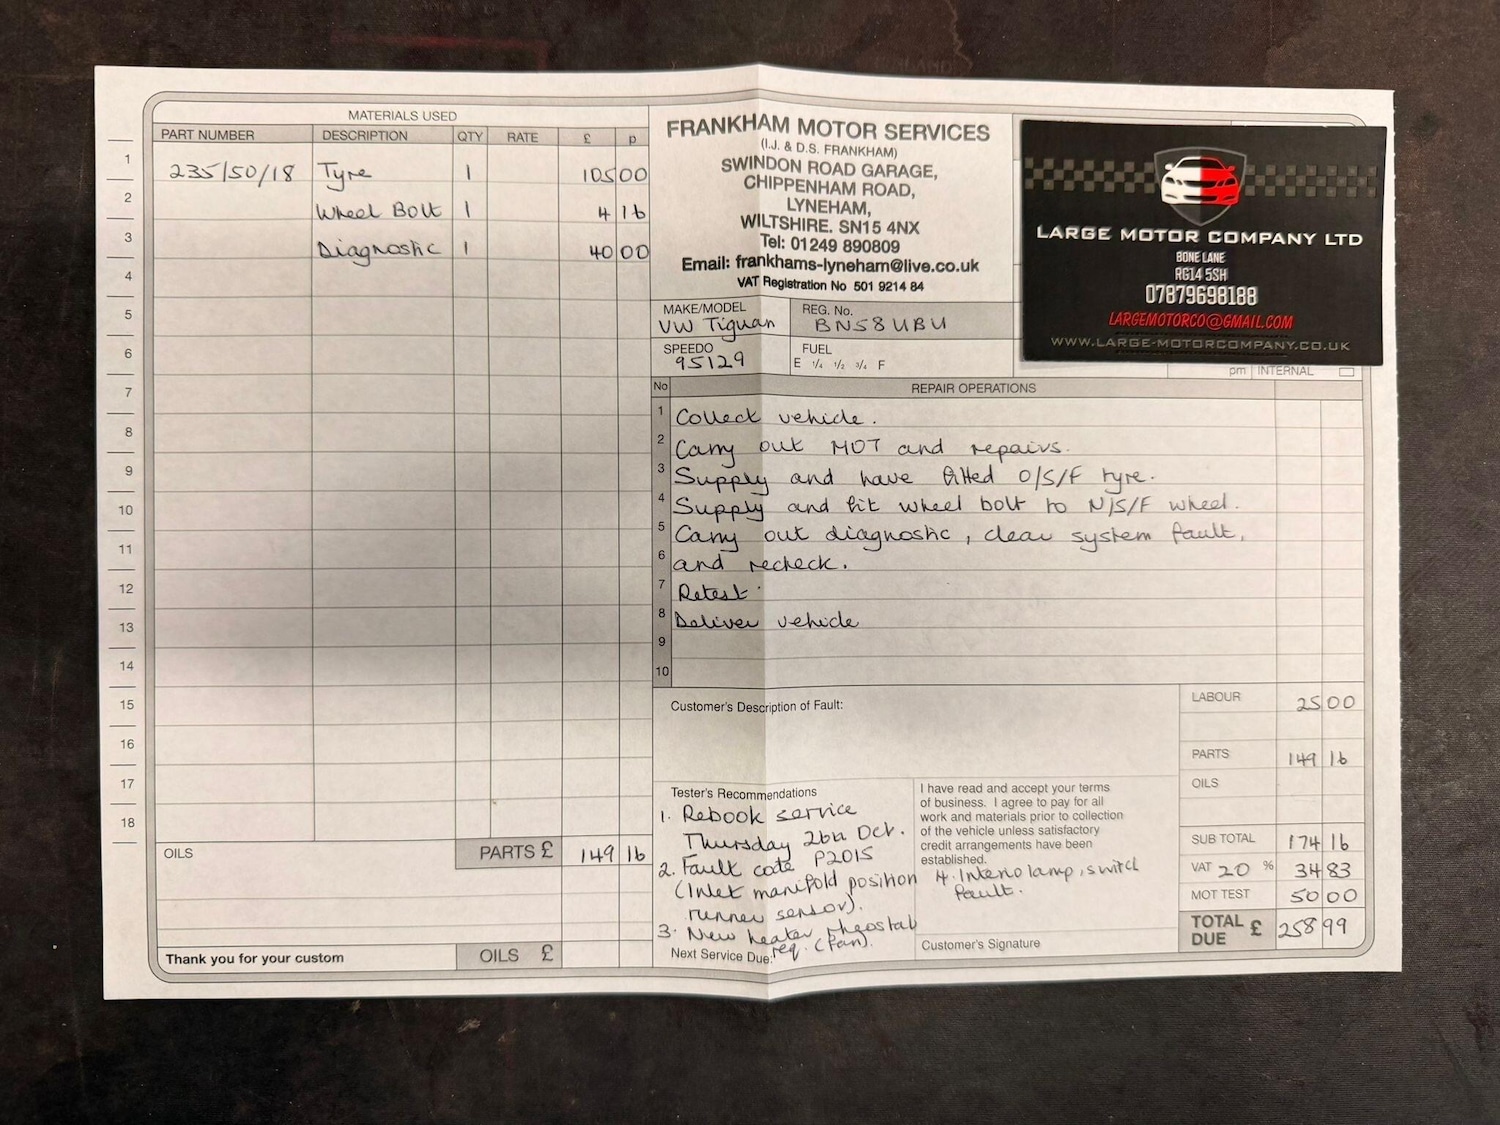 MATERIALS USED
PART NUMBER DESCRIPTION QTY RATE £ p
1 235/50/18 Tyre 1 105 00
2 Wheel Bolt 1 4 16
3 Diagnostic 1 40 00
4
5
6
7
8
9
10
11
12
13
14
15
16
17
18
OILS
PARTS £ 149 16
Thank you for your custom
OILS £
FRANKHAM MOTOR SERVICES
(I.J. & D.S. FRANKHAM)
SWINDON ROAD GARAGE,
CHIPPENHAM ROAD,
LYNEHAM,
WILTSHIRE. SN15 4NX
Tel: 01249 890809
Email: frankhams-lyneham@live.co.uk
VAT Registration No 501 9214 84
LARGE MOTOR COMPANY LTD
BONE LANE
RG14 5SH
07879698188
LARGEMOTORCO@GMAIL.COM
WWW.LARGE-MOTORCOMPANY.CO.UK
MAKE/MODEL
VW Tiguan
REG. No.
BN58UBU
SPEEDO
95129
FUEL
E 1/4 1/2 3/4 F
pm INTERNAL
No REPAIR OPERATIONS
1 Collect vehicle.
2 Carry out MOT and repairs.
3 Supply and have fitted O/S/F tyre.
4 Supply and fit wheel bolt to N/S/F wheel.
5 Carry out diagnostic, clear system fault,
6 and recheck.
7 Retest.
8 Deliver vehicle
9
10
Customer's Description of Fault:
Tester's Recommendations
1. Rebook service
Thursday 26th Oct.
2. Fault code P2015
(Inlet manifold position
runner sensor).
3. New heater rheostat
req. (Fan).
Next Service Due:
I have read and accept your terms
of business. I agree to pay for all
work and materials prior to collection
of the vehicle unless satisfactory
credit arrangements have been
established.
4. Interio lamp, switch
fault.
Customer's Signature
LABOUR 25 00
PARTS 149 16
OILS
SUB TOTAL 174 16
VAT 20 % 34 83
MOT TEST 50 00
TOTAL DUE £ 258 99